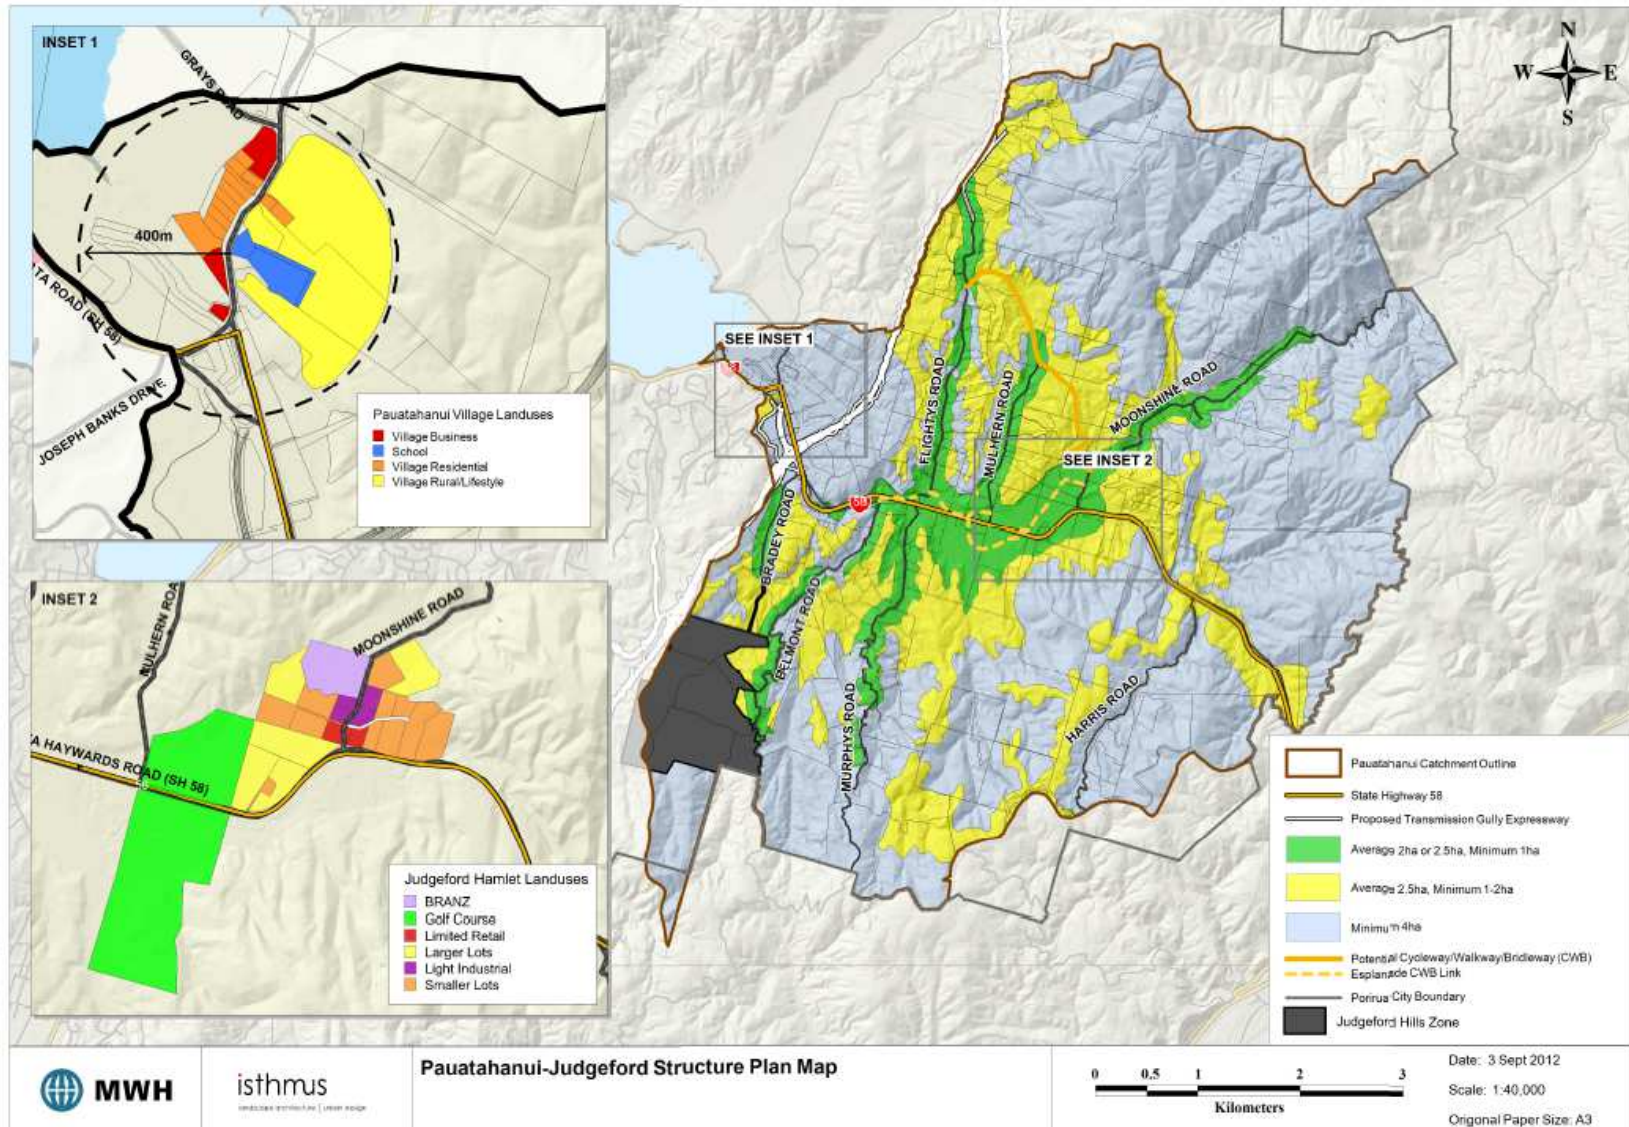 INSET 1
GRAYS ROAD
400m
TA ROAD (SH 58)
JOSEPH BANKS DRIVE
Pauatahanui Village Landuses
Village Business
School
Village Residential
Village Rural/Lifestyle
N
W E
S
SEE INSET 1
FLIGHTYS ROAD
MULHERN ROAD
MOONSHINE ROAD
SEE INSET 2
58
BRADEY ROAD
BELMONT ROAD
MURPHYS ROAD
HARRIS ROAD
INSET 2
MULHERN ROA
MOONSHINE ROAD
A HAYWARDS ROAD (SH 58)
Judgeford Hamlet Landuses
BRANZ
Golf Course
Limited Retail
Larger Lots
Light Industrial
Smaller Lots
Pauatahanui Catchment Outline
State Highway 58
Proposed Transmission Gully Expressway
Average 2ha or 2.5ha, Minimum 1ha
Average 2.5ha, Minimum 1-2ha
Minimum 4ha
Potential Cycleway/Walkway/Bridleway (CWB)
Esplanade CWB Link
Porirua City Boundary
Judgeford Hills Zone
MWH
isthmus
landscape architecture | urban design
Pauatahanui-Judgeford Structure Plan Map
0 0.5 1 2 3
Kilometers
Date: 3 Sept 2012
Scale: 1:40,000
Origonal Paper Size: A3